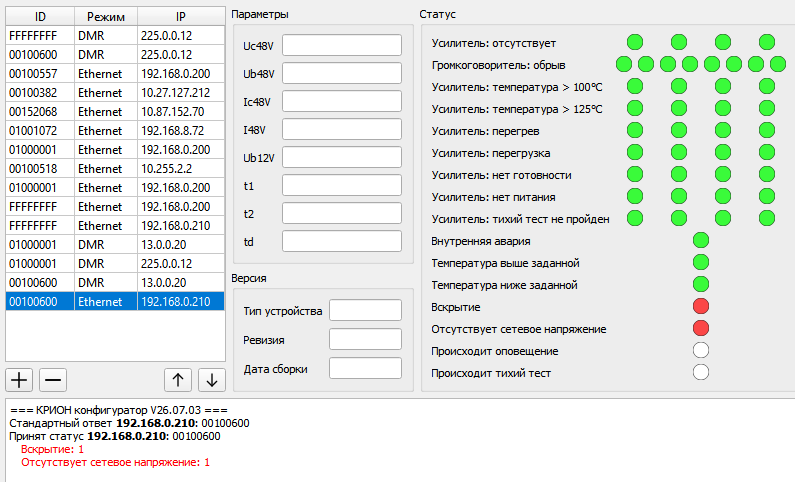 ID Режим IP
FFFFFFFF DMR 225.0.0.12
00100600 DMR 225.0.0.12
00100557 Ethernet 192.168.0.200
00100382 Ethernet 10.27.127.212
00152068 Ethernet 10.87.152.70
01001072 Ethernet 192.168.8.72
01000001 Ethernet 192.168.0.200
00100518 Ethernet 10.255.2.2
01000001 Ethernet 192.168.0.200
FFFFFFFF Ethernet 192.168.0.200
FFFFFFFF Ethernet 192.168.0.210
01000001 DMR 13.0.0.20
01000001 DMR 225.0.0.12
00100600 DMR 13.0.0.20
00100600 Ethernet 192.168.0.210
Параметры
Uc48V
Ub48V
Ic48V
I48V
Ub12V
t1
t2
td
Версия
Тип устройства
Ревизия
Дата сборки
Статус
Усилитель: отсутствует
Громкоговоритель: обрыв
Усилитель: температура > 100°C
Усилитель: температура > 125°C
Усилитель: перегрев
Усилитель: перегрузка
Усилитель: нет готовности
Усилитель: нет питания
Усилитель: тихий тест не пройден
Внутренняя авария
Температура выше заданной
Температура ниже заданной
Вскрытие
Отсутствует сетевое напряжение
Происходит оповещение
Происходит тихий тест
=== КРИОН конфигуратор V26.07.03 ===
Стандартный ответ 192.168.0.210: 00100600
Принят статус 192.168.0.210: 00100600
Вскрытие: 1
Отсутствует сетевое напряжение: 1